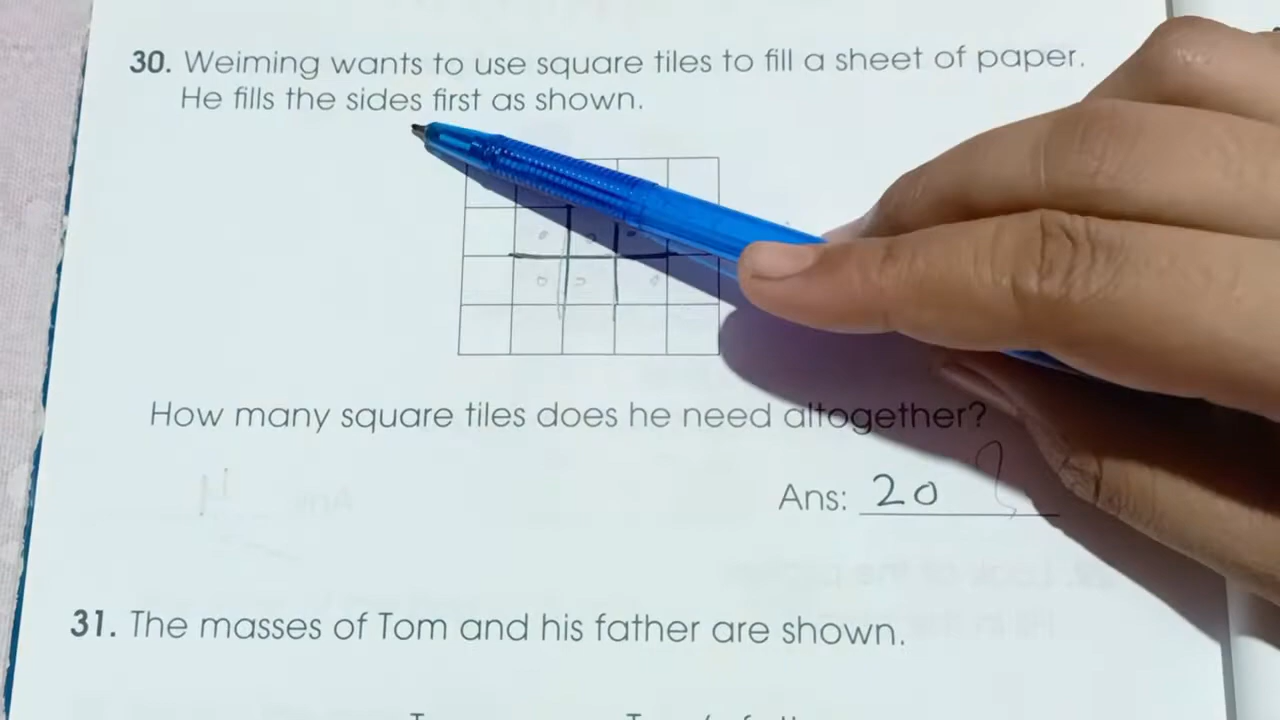 30. Weiming wants to use square tiles to fill a sheet of paper.
He fills the sides first as shown.
How many square tiles does he need altogether?
Ans: 20
31. The masses of Tom and his father are shown.